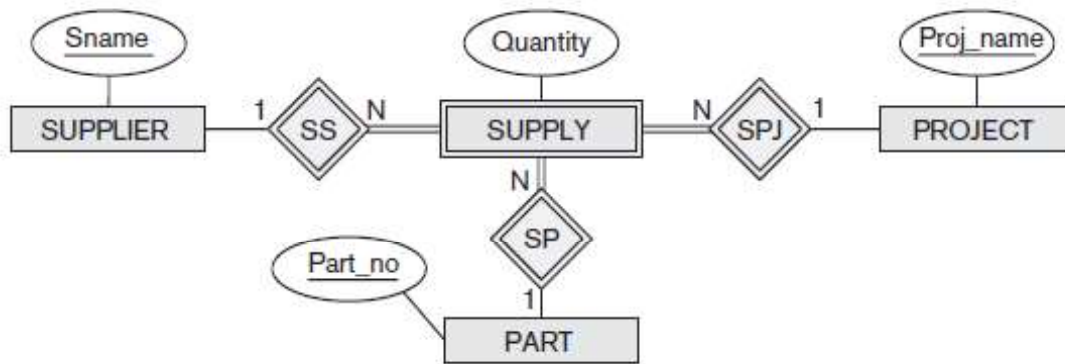 Sname
Quantity
Proj_name
SUPPLIER
1
SS
N
SUPPLY
N
SPJ
1
PROJECT
N
SP
Part_no
1
PART